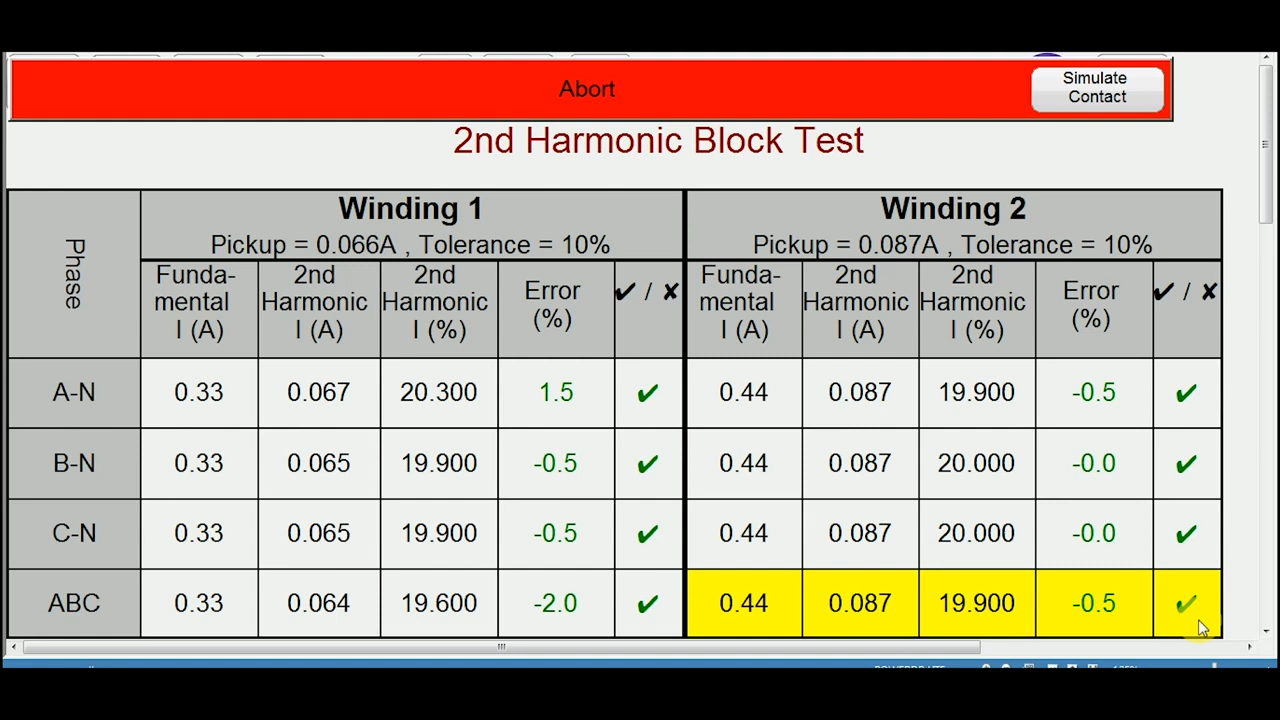 Abort
Simulate
Contact
2nd Harmonic Block Test
Phase
Winding 1
Pickup = 0.066A , Tolerance = 10%
Winding 2
Pickup = 0.087A , Tolerance = 10%
Funda-
mental
I (A)
2nd
Harmonic
I (A)
2nd
Harmonic
I (%)
Error
(%)
✔ / ✘
Funda-
mental
I (A)
2nd
Harmonic
I (A)
2nd
Harmonic
I (%)
Error
(%)
✔ / ✘
A-N 0.33 0.067 20.300 1.5 ✔ 0.44 0.087 19.900 -0.5 ✔
B-N 0.33 0.065 19.900 -0.5 ✔ 0.44 0.087 20.000 -0.0 ✔
C-N 0.33 0.065 19.900 -0.5 ✔ 0.44 0.087 20.000 -0.0 ✔
ABC 0.33 0.064 19.600 -2.0 ✔ 0.44 0.087 19.900 -0.5 ✔